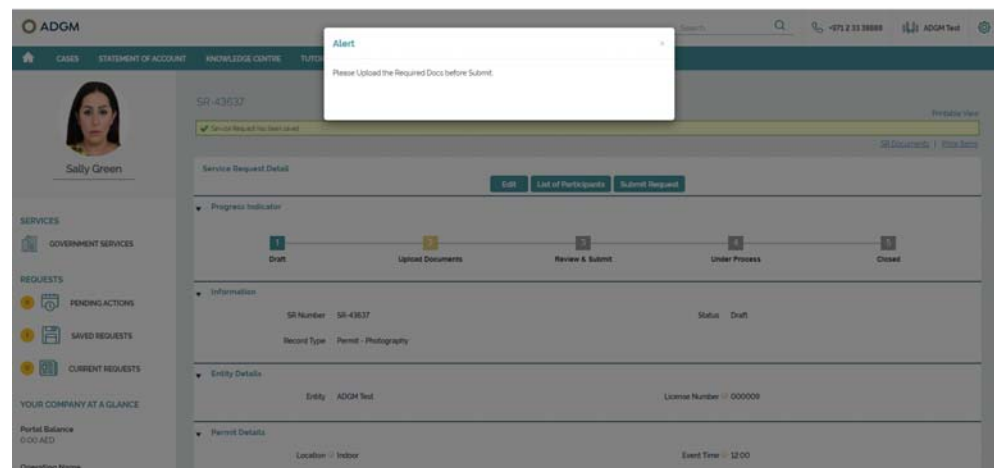 ADGM
Search
+971 2 33 38888
ADGM Test
CASES STATEMENT OF ACCOUNT KNOWLEDGE CENTRE
Alert ×
Please Upload the Required Docs before Submit.
Sally Green
SR-43637
Printable View
Service Request has been saved
SR Documents |
Service Request Detail
Edit List of Participants Submit Request
Progress Indicator
1 2 3 4 5
Draft Upload Documents Review & Submit Under Process Closed
Information
SR Number SR-43637 Status Draft
Record Type Permit - Photography
Entity Details
Entity ADGM Test License Number 000009
Permit Details
Location Indoor Event Time 12:00
SERVICES
GOVERNMENT SERVICES
REQUESTS
PENDING ACTIONS
SAVED REQUESTS
CURRENT REQUESTS
YOUR COMPANY AT A GLANCE
Portal Balance
0.00 AED
Operating Name